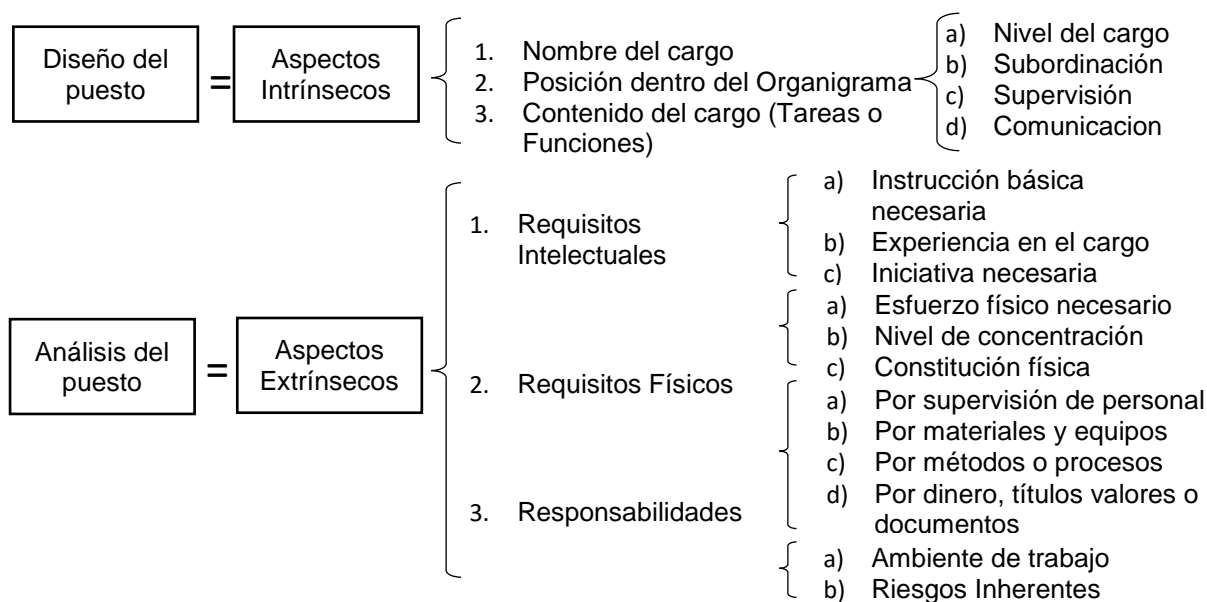 Diseño del
puesto
=
Aspectos
Intrínsecos
1. Nombre del cargo
2. Posición dentro del Organigrama
3. Contenido del cargo (Tareas o
Funciones)
a) Nivel del cargo
b) Subordinación
c) Supervisión
d) Comunicacion
Análisis del
puesto
=
Aspectos
Extrínsecos
1. Requisitos
Intelectuales
a) Instrucción básica
necesaria
b) Experiencia en el cargo
c) Iniciativa necesaria
2. Requisitos Físicos
a) Esfuerzo físico necesario
b) Nivel de concentración
c) Constitución física
3. Responsabilidades
a) Por supervisión de personal
b) Por materiales y equipos
c) Por métodos o procesos
d) Por dinero, títulos valores o
documentos
a) Ambiente de trabajo
b) Riesgos Inherentes